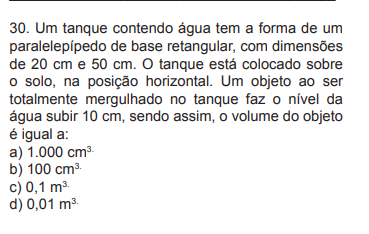 30. Um tanque contendo água tem a forma de um
paralelepípedo de base retangular, com dimensões
de 20 cm e 50 cm. O tanque está colocado sobre
o solo, na posição horizontal. Um objeto ao ser
totalmente mergulhado no tanque faz o nível da
água subir 10 cm, sendo assim, o volume do objeto
é igual a:
a) 1.000 cm³.
b) 100 cm³.
c) 0,1 m³.
d) 0,01 m³.